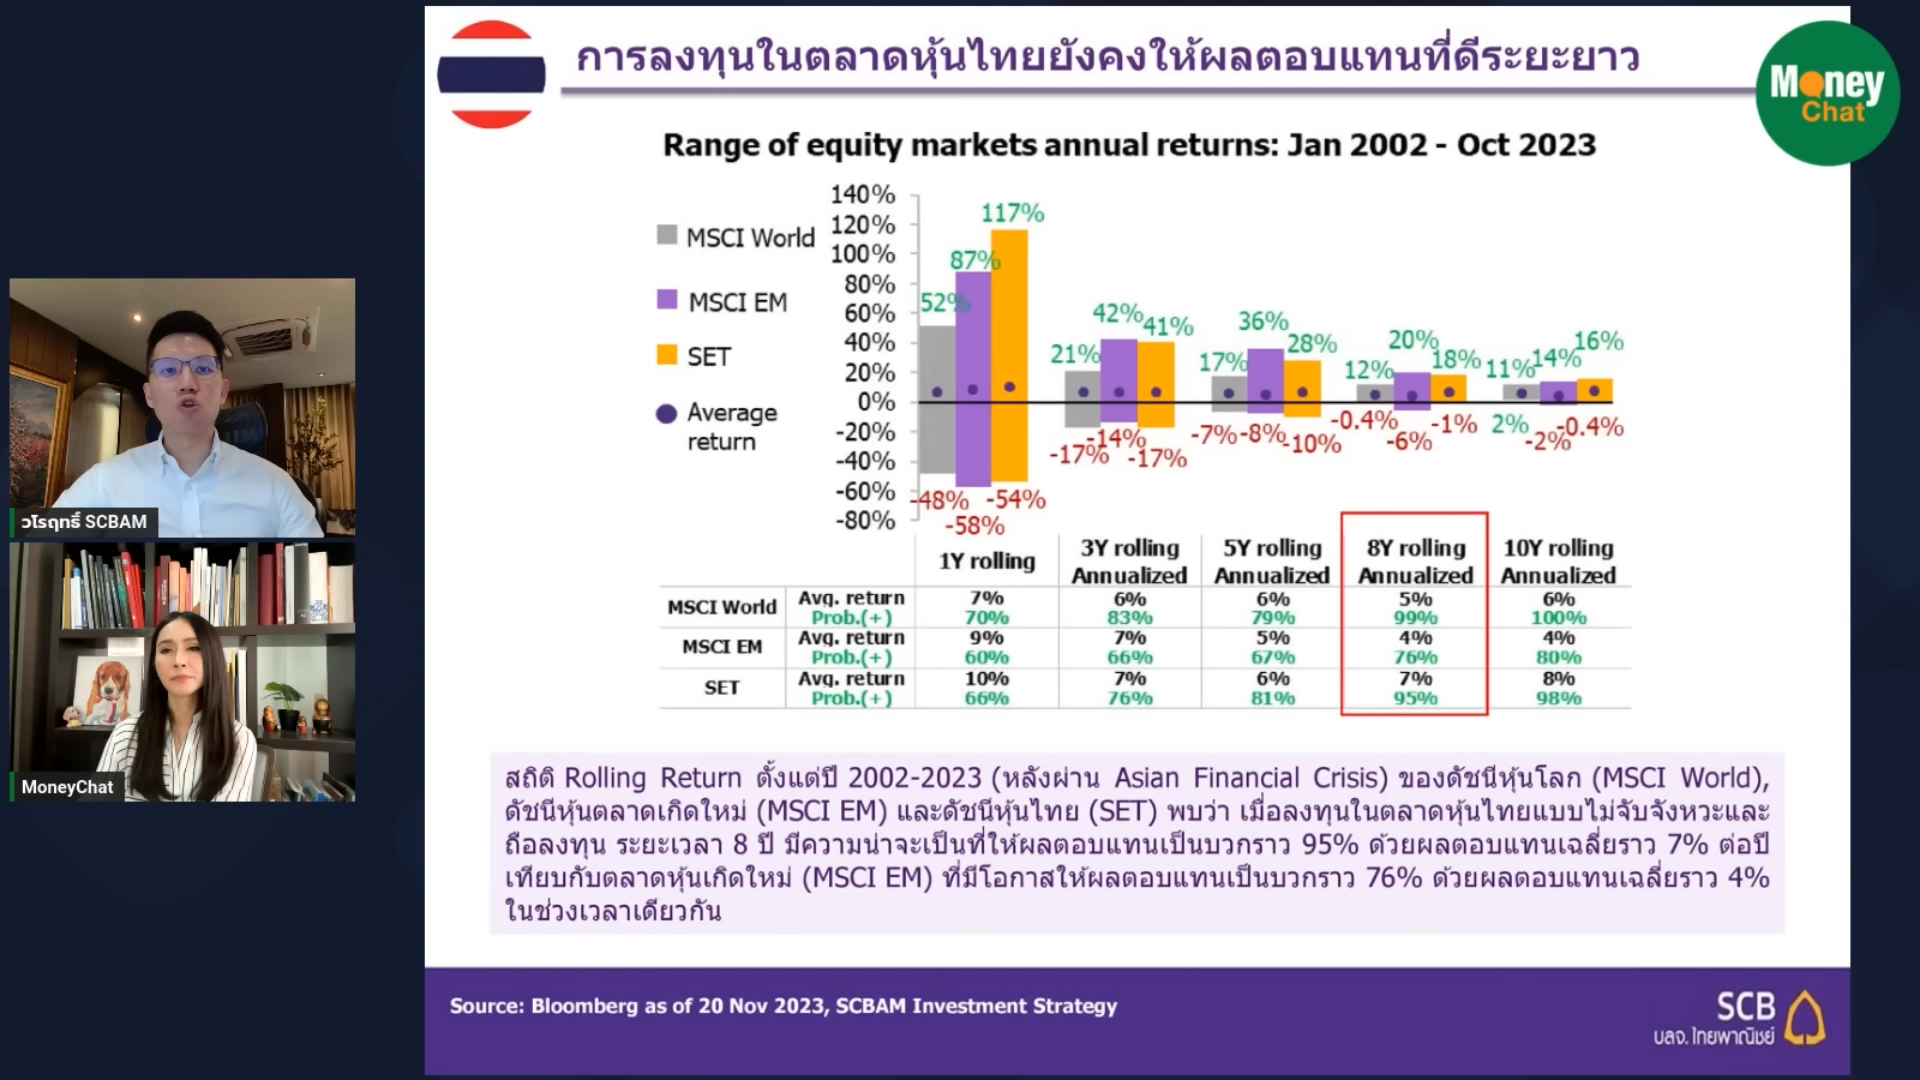 การลงทุนในตลาดหุ้นไทยยังคงให้ผลตอบแทนที่ดีระยะยาว
Money
Chat
Range of equity markets annual returns: Jan 2002 - Oct 2023
MSCI World
MSCI EM
SET
Average
return
140%
120%
100%
80%
60%
40%
20%
0%
-20%
-40%
-60%
-80%
52% 87% 117%
21% 42% 41%
17% 36% 28%
12% 20% 18%
11% 14% 16%
-48% -58% -54%
-17% -14% -17%
-7% -8% -10%
-0.4% -6% -1%
2% -2% -0.4%
1Y rolling 3Y rolling Annualized 5Y rolling Annualized 8Y rolling Annualized 10Y rolling Annualized
MSCI World Avg. return 7% 6% 6% 5% 6%
Prob.(+) 70% 83% 79% 99% 100%
MSCI EM Avg. return 9% 7% 5% 4% 4%
Prob.(+) 60% 66% 67% 76% 80%
SET Avg. return 10% 7% 6% 7% 8%
Prob.(+) 66% 76% 81% 95% 98%
สถิติ Rolling Return ตั้งแต่ปี 2002-2023 (หลังผ่าน Asian Financial Crisis) ของดัชนีหุ้นโลก (MSCI World),
ดัชนีหุ้นตลาดเกิดใหม่ (MSCI EM) และดัชนีหุ้นไทย (SET) พบว่า เมื่อลงทุนในตลาดหุ้นไทยแบบไม่จับจังหวะและ
ถือลงทุน ระยะเวลา 8 ปี มีความน่าจะเป็นที่ให้ผลตอบแทนเป็นบวกราว 95% ด้วยผลตอบแทนเฉลี่ยราว 7% ต่อปี
เทียบกับตลาดหุ้นเกิดใหม่ (MSCI EM) ที่มีโอกาสให้ผลตอบแทนเป็นบวกราว 76% ด้วยผลตอบแทนเฉลี่ยราว 4%
ในช่วงเวลาเดียวกัน
Source: Bloomberg as of 20 Nov 2023, SCBAM Investment Strategy
SCB
บลจ. ไทยพาณิชย์
วโรฤทธิ์ SCBAM
MoneyChat